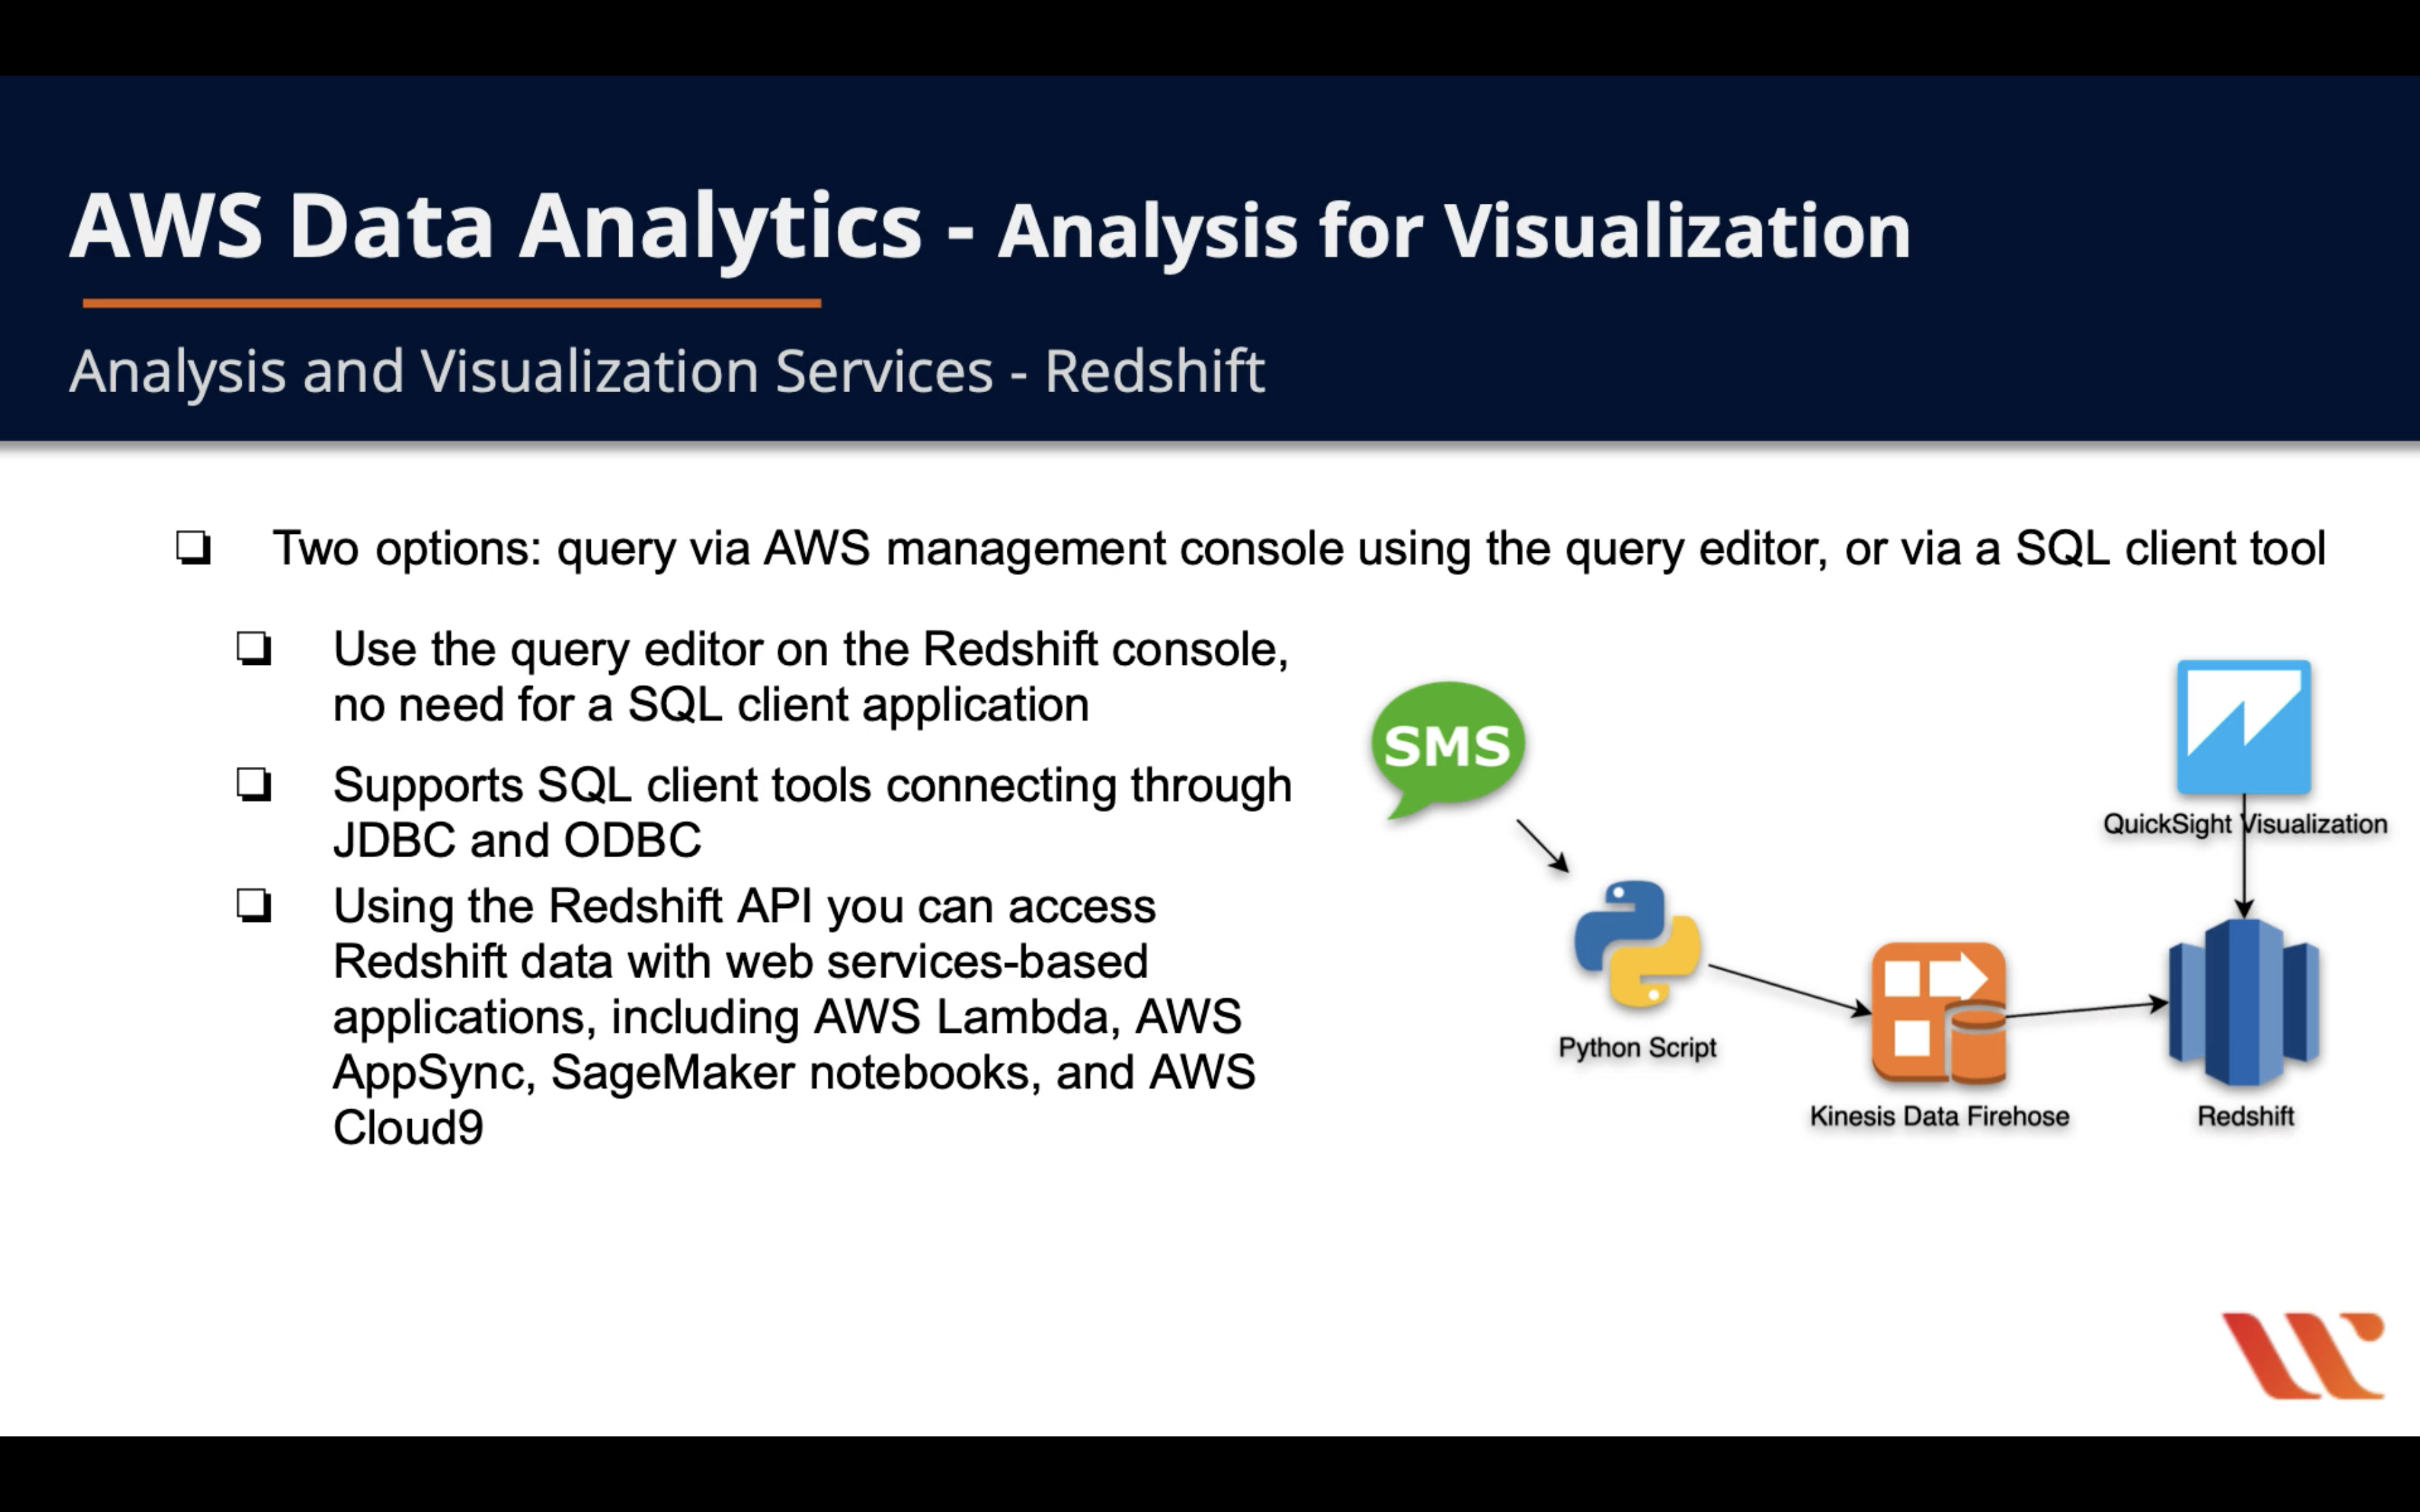 AWS Data Analytics - Analysis for Visualization
Analysis and Visualization Services - Redshift
Two options: query via AWS management console using the query editor, or via a SQL client tool
Use the query editor on the Redshift console,
no need for a SQL client application
Supports SQL client tools connecting through
JDBC and ODBC
Using the Redshift API you can access
Redshift data with web services-based
applications, including AWS Lambda, AWS
AppSync, SageMaker notebooks, and AWS
Cloud9
SMS
QuickSight Visualization
Python Script
Kinesis Data Firehose
Redshift